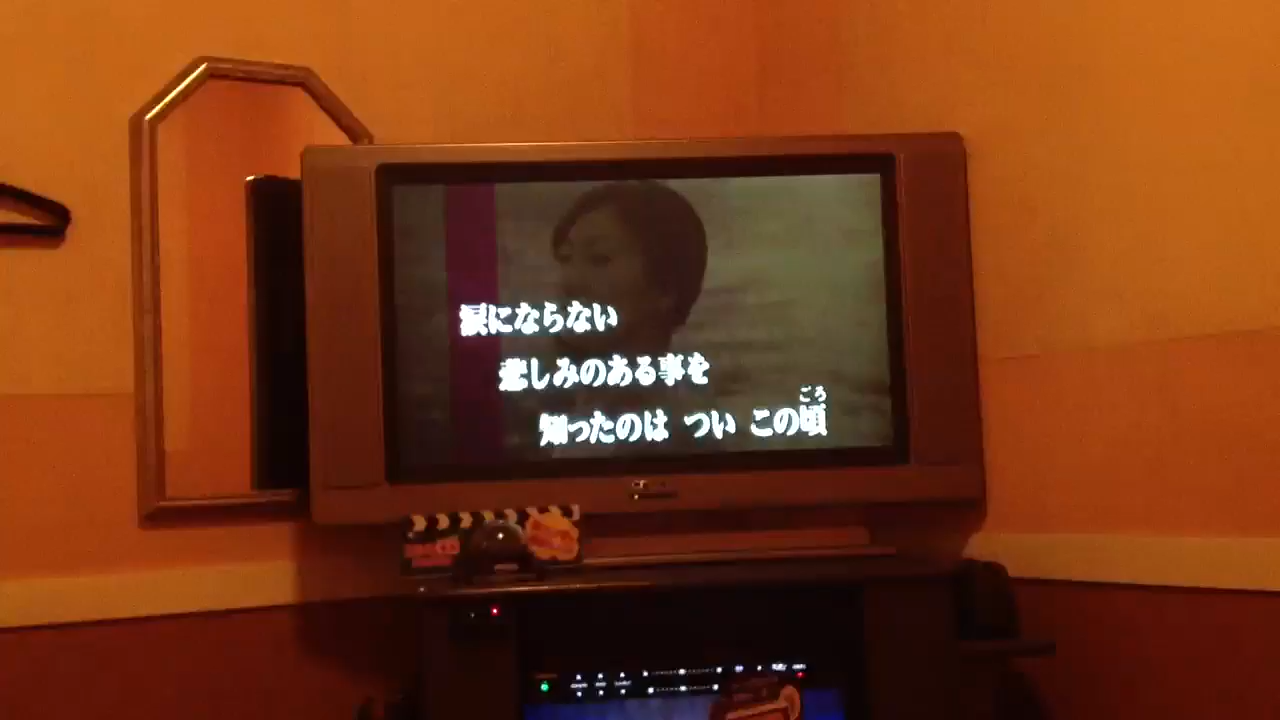 涙にならない
悲しみのある事を
知ったのは つい この頃
ごろ